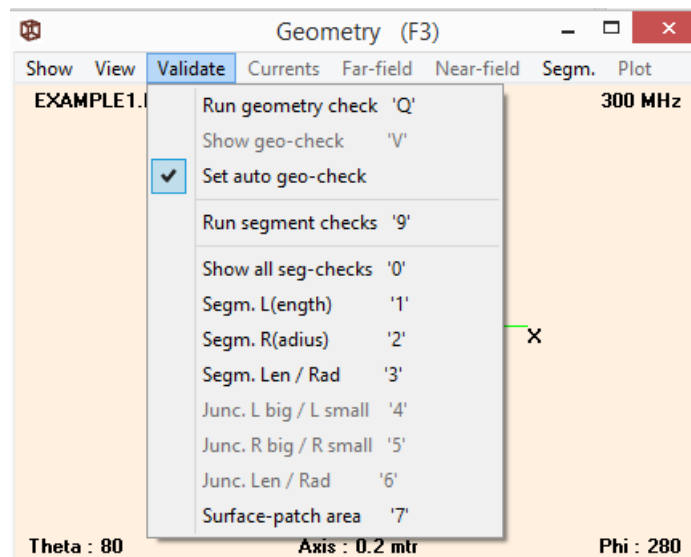 Geometry (F3)
Show View Validate Currents Far-field Near-field Segm. Plot
EXAMPLE1. 300 MHz
Run geometry check 'Q'
Show geo-check 'V'
Set auto geo-check
Run segment checks '9'
Show all seg-checks '0'
Segm. L(ength) '1'
Segm. R(adius) '2'
X
Segm. Len / Rad '3'
Junc. L big / L small '4'
Junc. R big / R small '5'
Junc. Len / Rad '6'
Surface-patch area '7'
Theta : 80 Axis : 0.2 mtr Phi : 280